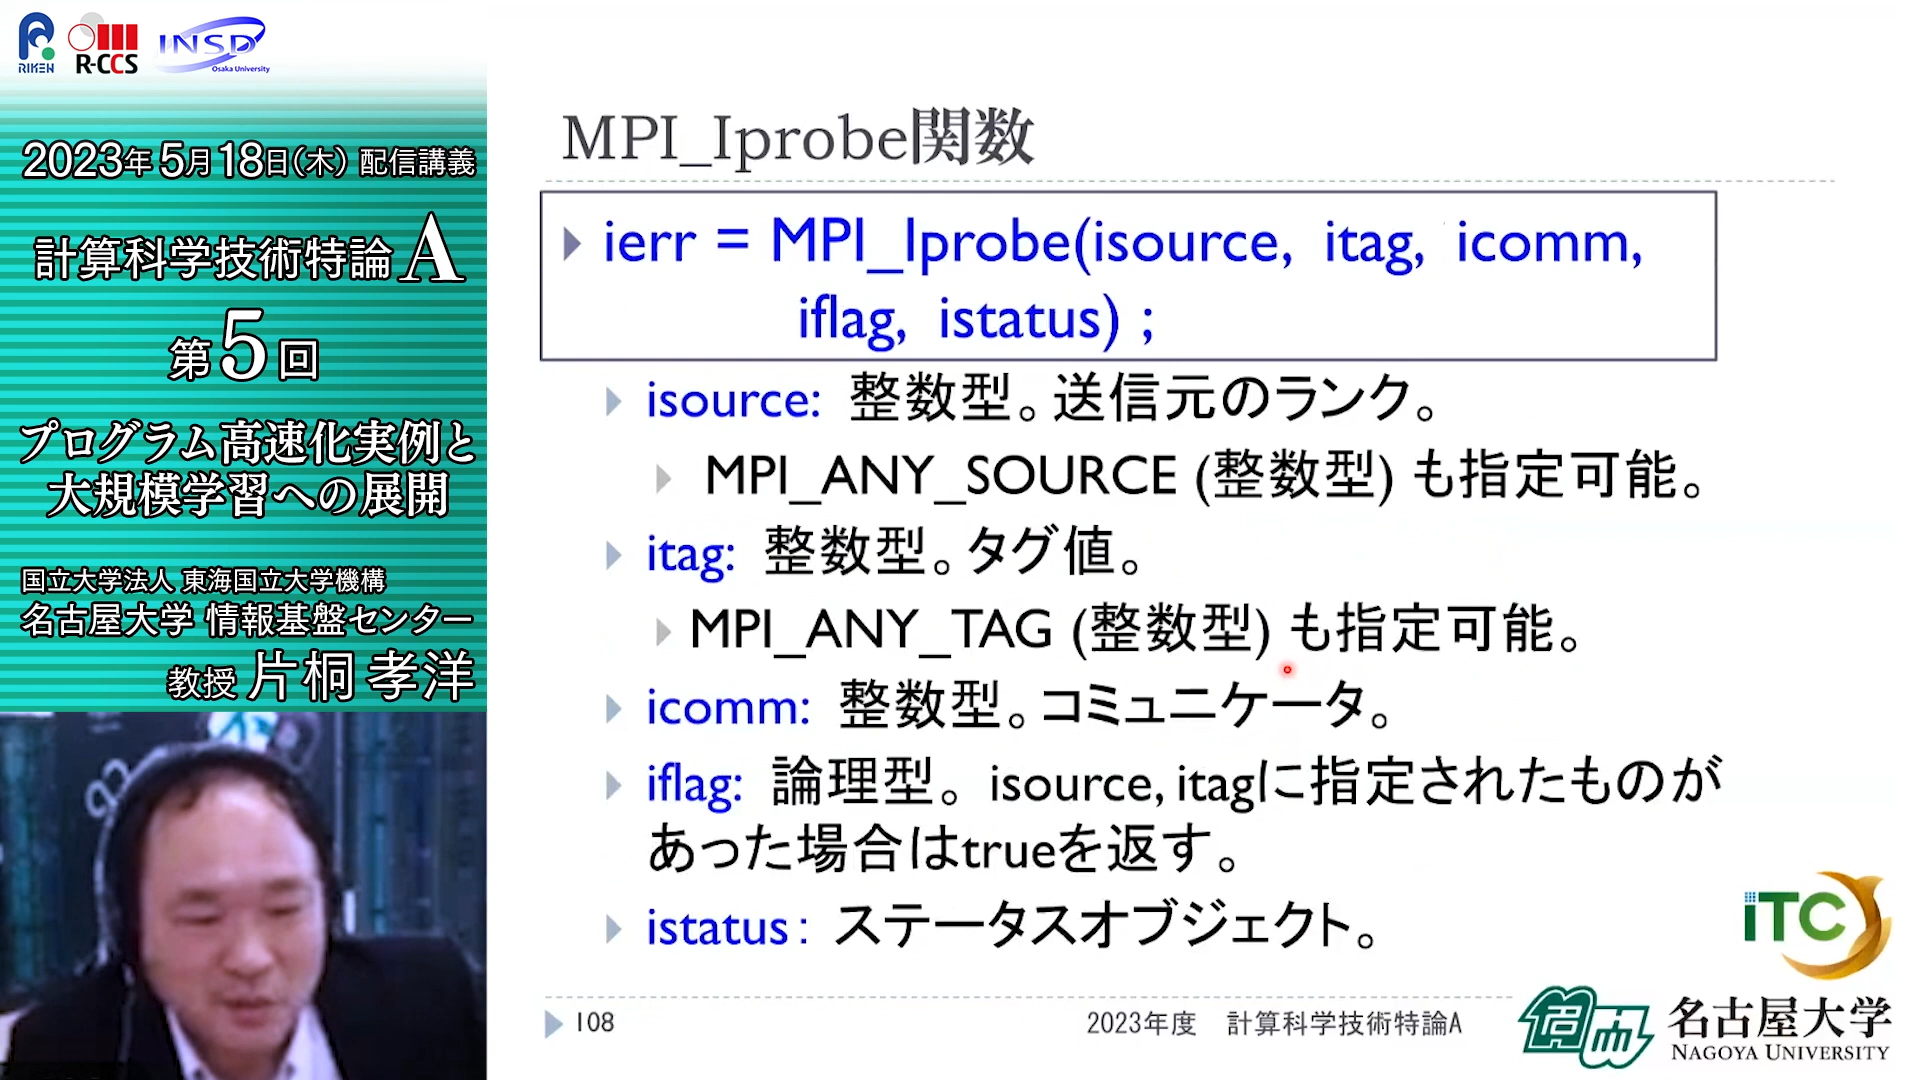 RIKEN
R-CCS
INSD
Osaka University
2023年5月18日(木) 配信講義
計算科学技術特論A
第5回
プログラム高速化実例と
大規模学習への展開
国立大学法人 東海国立大学機構
名古屋大学 情報基盤センター
教授 片桐 孝洋
MPI_Iprobe関数
ierr = MPI_Iprobe(isource, itag, icomm,
iflag, istatus) ;
isource: 整数型。送信元のランク。
MPI_ANY_SOURCE (整数型) も指定可能。
itag: 整数型。タグ値。
MPI_ANY_TAG (整数型) も指定可能。
icomm: 整数型。コミュニケータ。
iflag: 論理型。isource, itagに指定されたものが
あった場合はtrueを返す。
istatus: ステータスオブジェクト。
108
2023年度 計算科学技術特論A
iTC
名古屋大学
NAGOYA UNIVERSITY